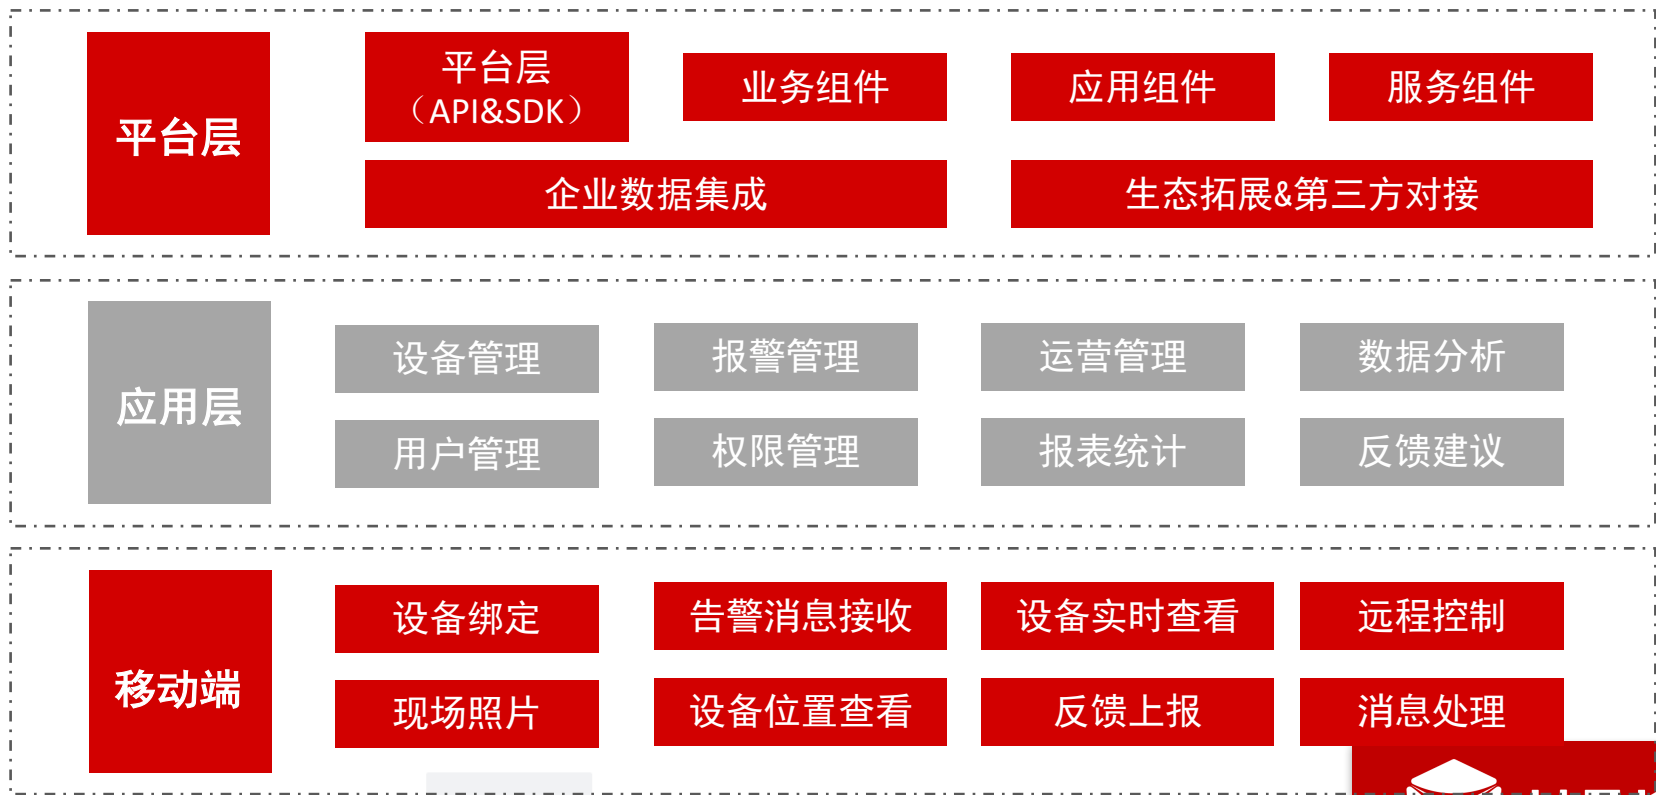 平台层
平台层
（API&SDK）
业务组件
应用组件
服务组件
企业数据集成
生态拓展&第三方对接
应用层
设备管理
报警管理
运营管理
数据分析
用户管理
权限管理
报表统计
反馈建议
移动端
设备绑定
告警消息接收
设备实时查看
远程控制
现场照片
设备位置查看
反馈上报
消息处理